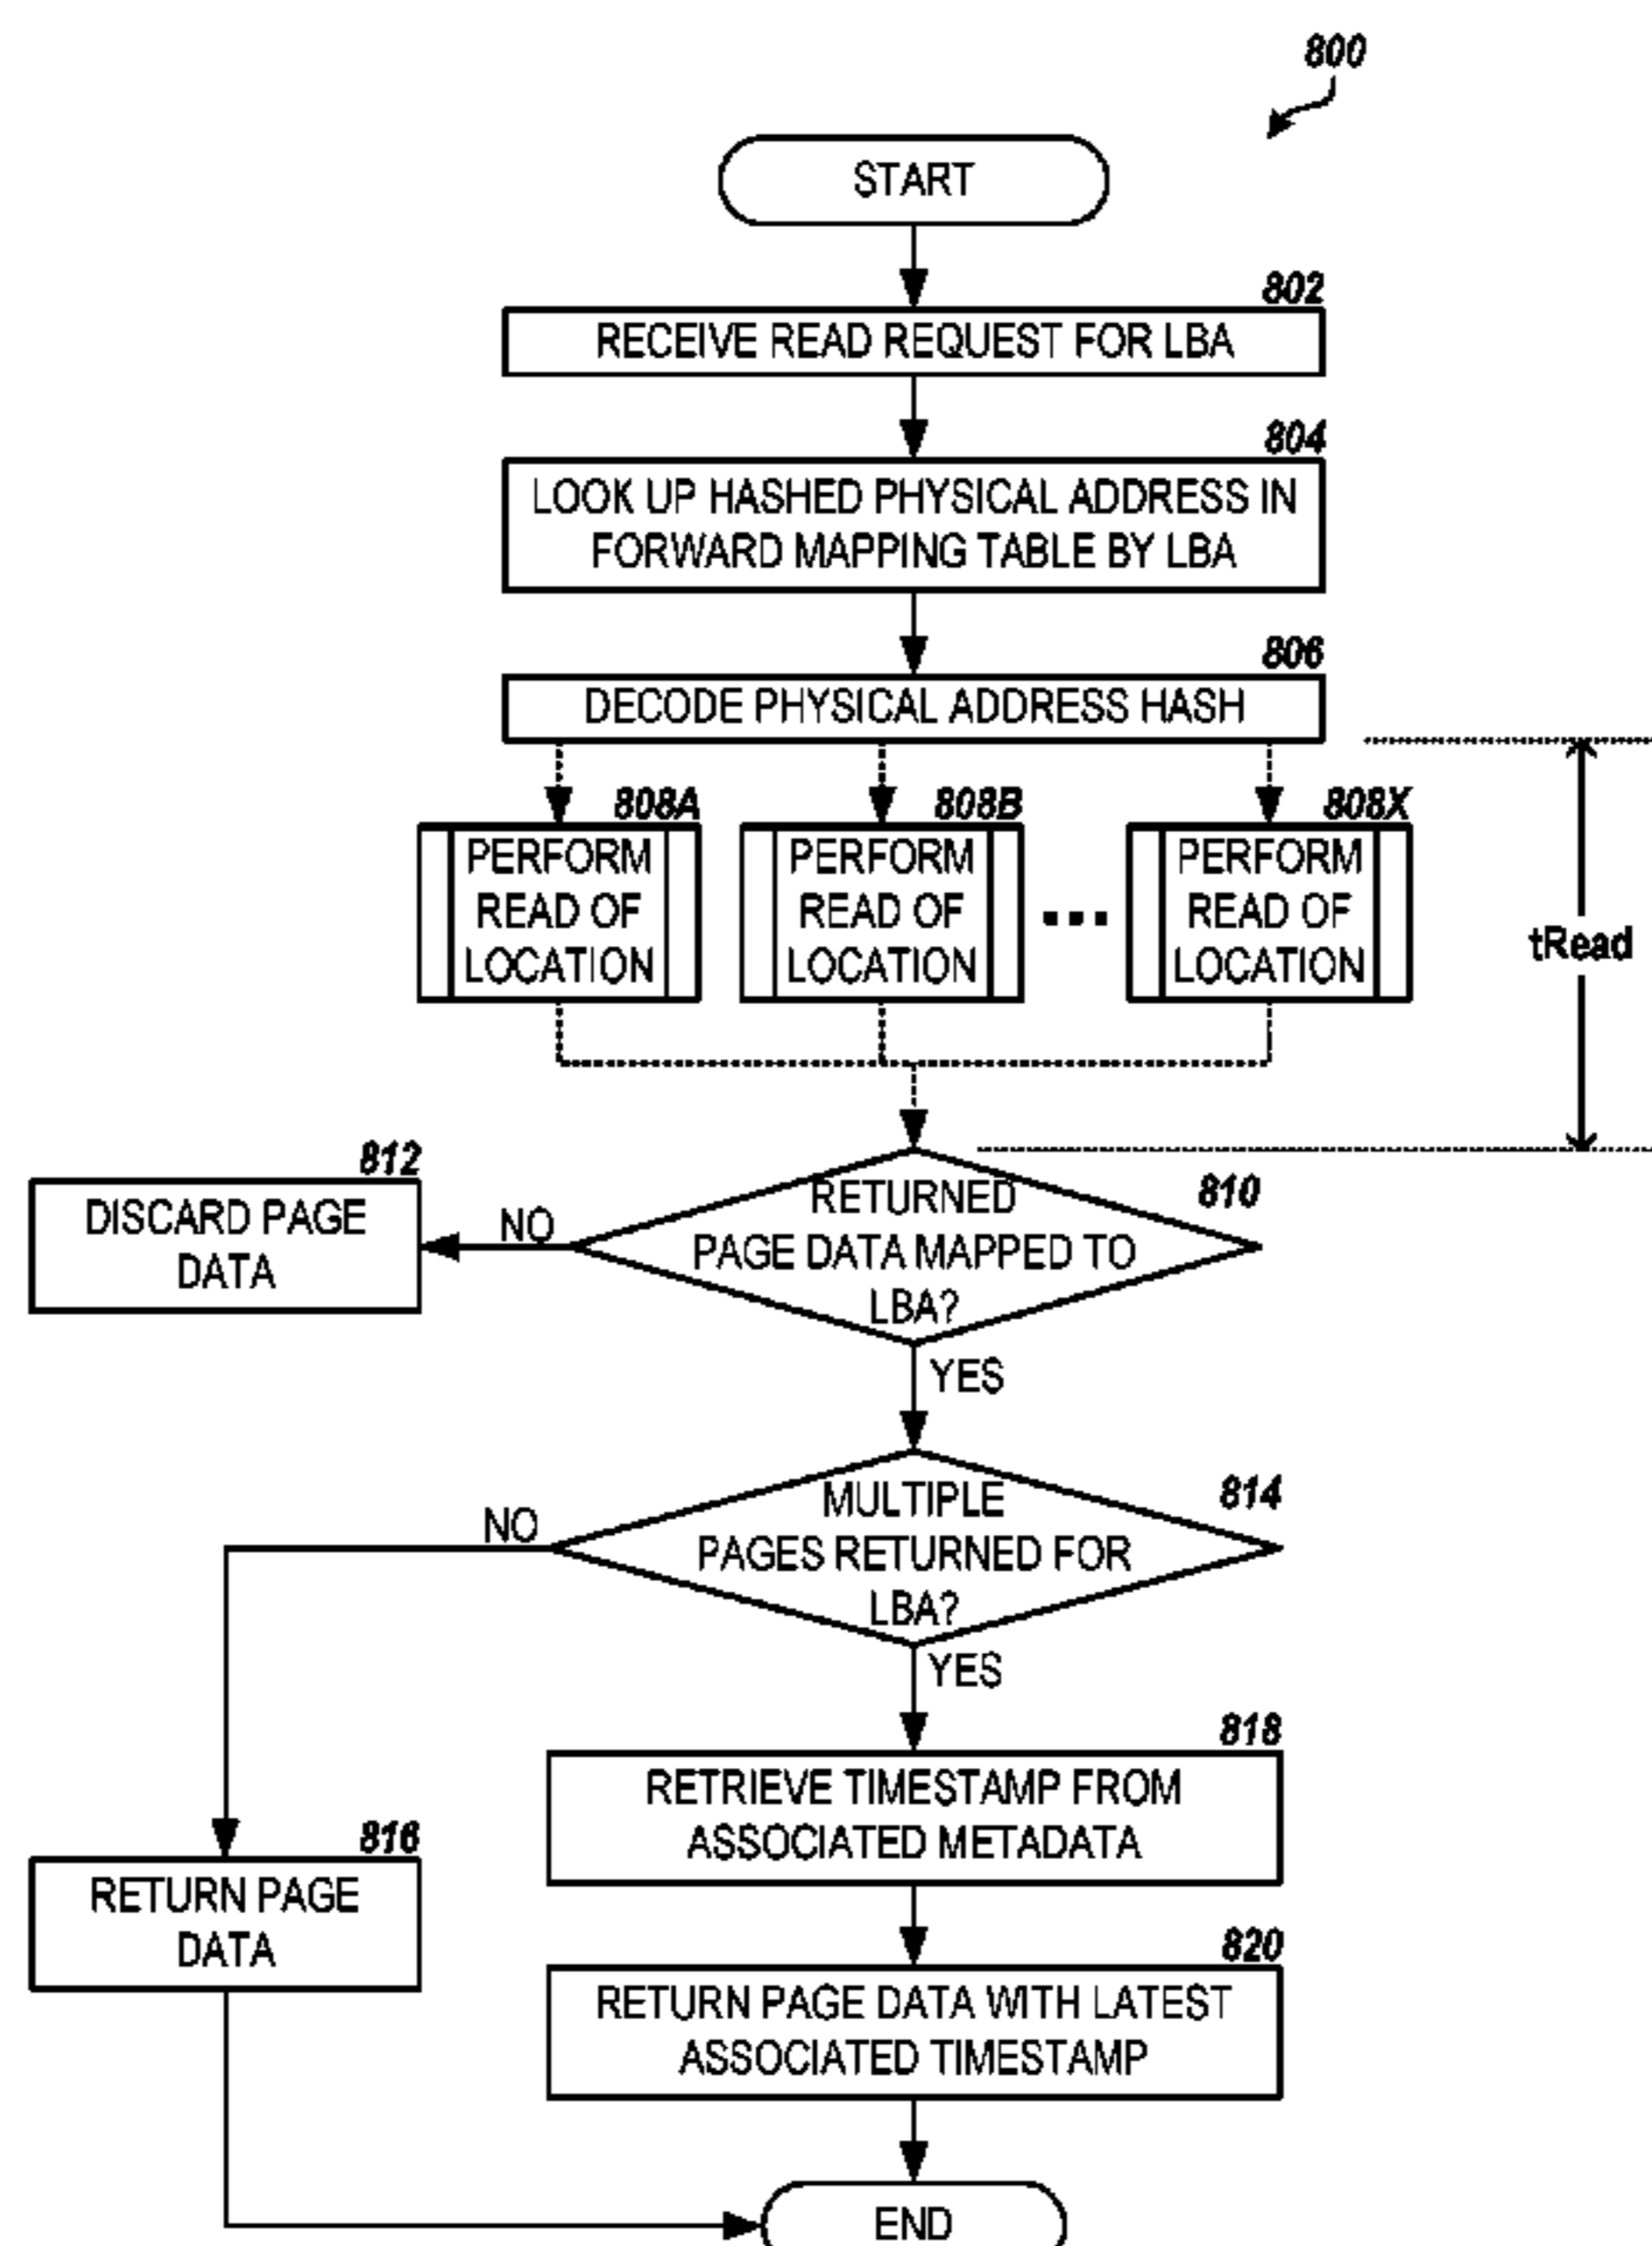 800
START
802
RECEIVE READ REQUEST FOR LBA
804
LOOK UP HASHED PHYSICAL ADDRESS IN
FORWARD MAPPING TABLE BY LBA
806
DECODE PHYSICAL ADDRESS HASH
808A
PERFORM
READ OF
LOCATION
808B
PERFORM
READ OF
LOCATION
...
808X
PERFORM
READ OF
LOCATION
tRead
812
DISCARD PAGE
DATA
NO
810
RETURNED
PAGE DATA MAPPED TO
LBA?
YES
814
MULTIPLE
PAGES RETURNED FOR
LBA?
NO
YES
818
RETRIEVE TIMESTAMP FROM
ASSOCIATED METADATA
816
RETURN PAGE
DATA
820
RETURN PAGE DATA WITH LATEST
ASSOCIATED TIMESTAMP
END